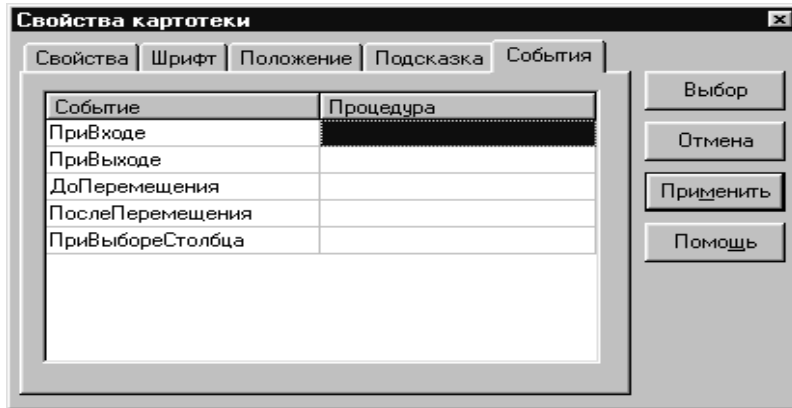 Свойства картотеки
Свойства Шрифт Положение Подсказка События
Событие Процедура
ПриВходе
ПриВыходе
ДоПеремещения
ПослеПеремещения
ПриВыбореСтолбца
Выбор
Отмена
Применить
Помощь